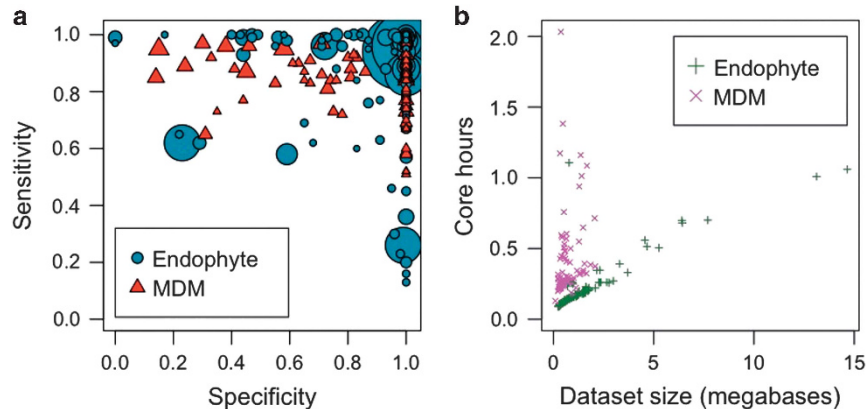 a
Sensitivity
1.0
0.8
0.6
0.4
0.2
0.0
Endophyte
MDM
0.0 0.2 0.4 0.6 0.8 1.0
Specificity
b
Core hours
2.0
1.5
1.0
0.5
0.0
Endophyte
MDM
0 5 10 15
Dataset size (megabases)